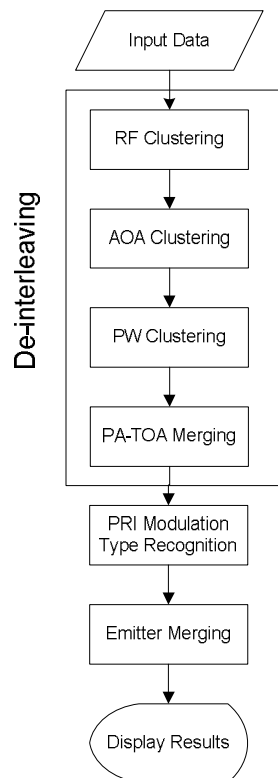 Input Data
De-interleaving
RF Clustering
AOA Clustering
PW Clustering
PA-TOA Merging
PRI Modulation
Type Recognition
Emitter Merging
Display Results